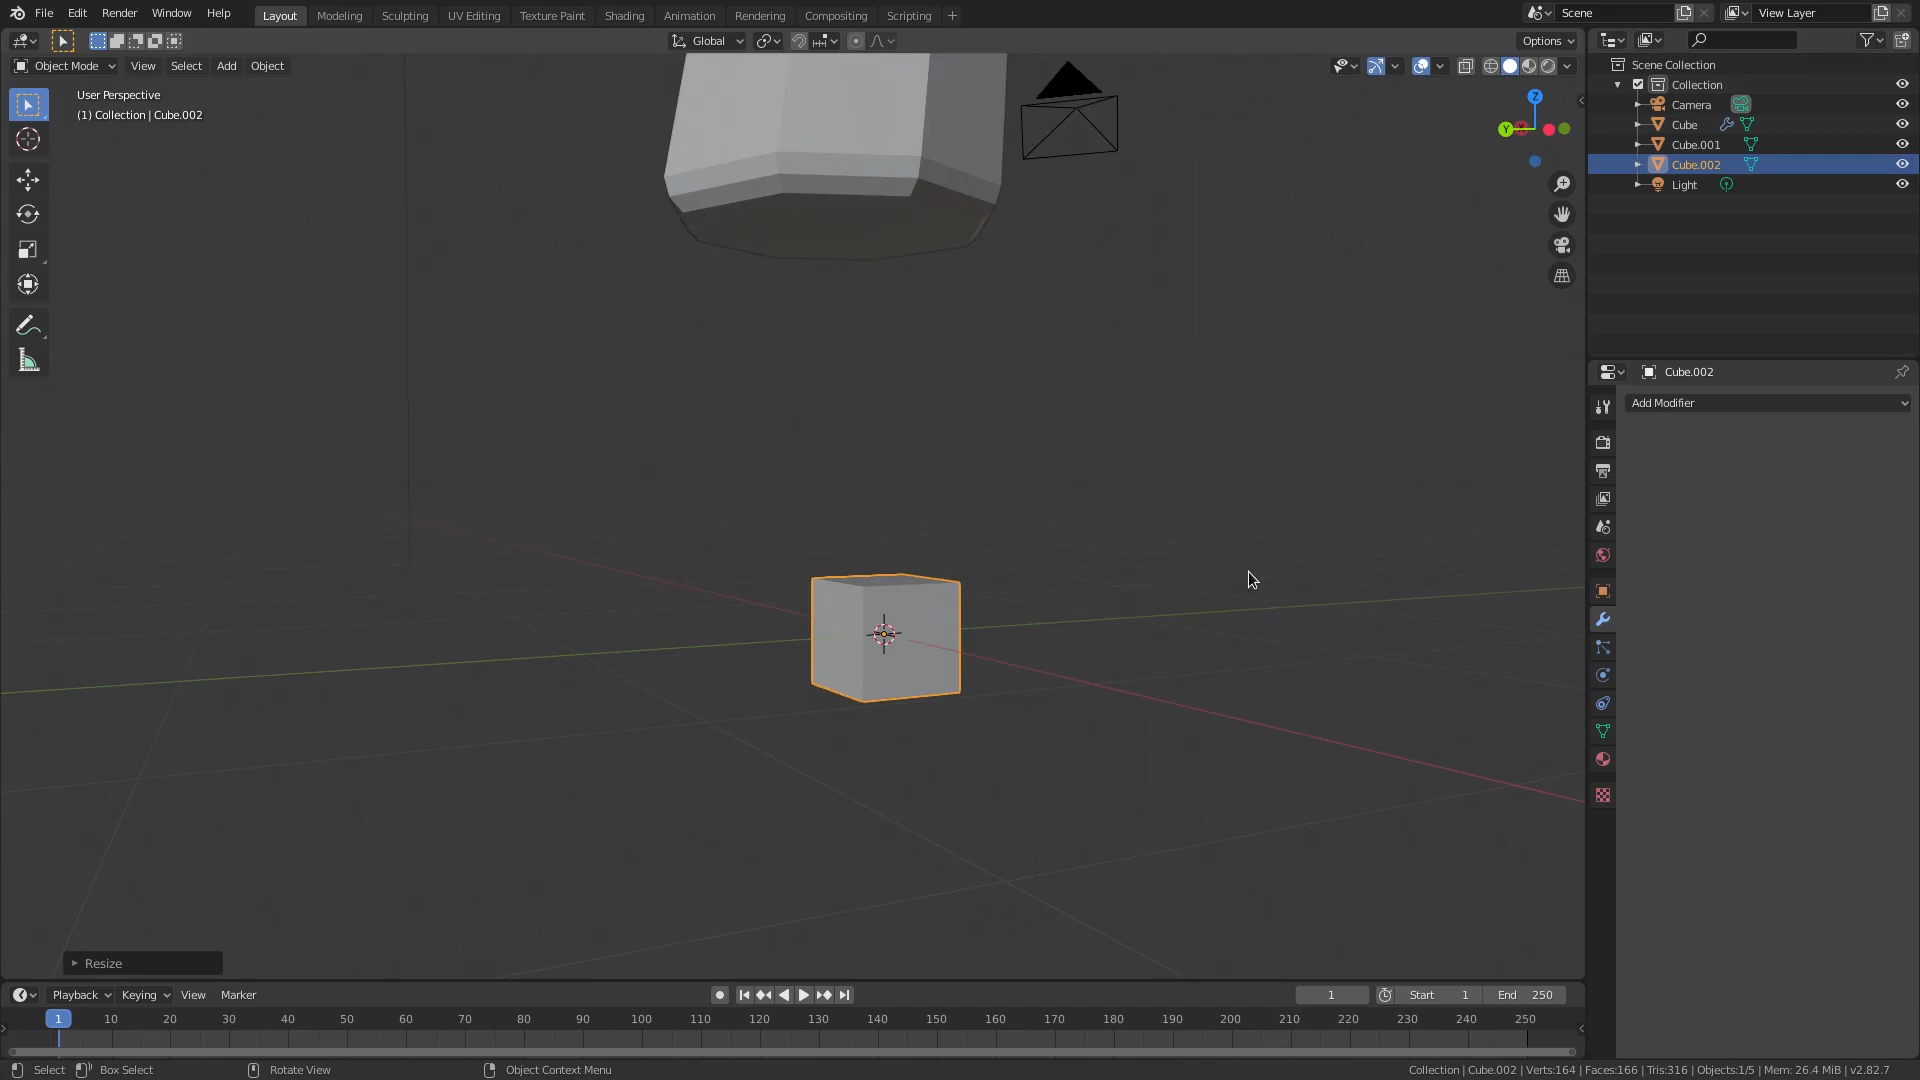 File Edit Render Window Help Layout Modeling Sculpting UV Editing Texture Paint Shading Animation Rendering Compositing Scripting + Scene View Layer
Global Options
Object Mode View Select Add Object
User Perspective
(1) Collection | Cube.002
Z
Y
Scene Collection
Collection
Camera
Cube
Cube.001
Cube.002
Light
Cube.002
Add Modifier
Resize
Playback Keying View Marker 1 Start 1 End 250
1 10 20 30 40 50 60 70 80 90 100 110 120 130 140 150 160 170 180 190 200 210 220 230 240 250
Select Box Select Rotate View Object Context Menu Collection | Cube.002 | Verts:164 | Faces:166 | Tris:316 | Objects:1/5 | Mem: 26.4 MiB | v2.82.7